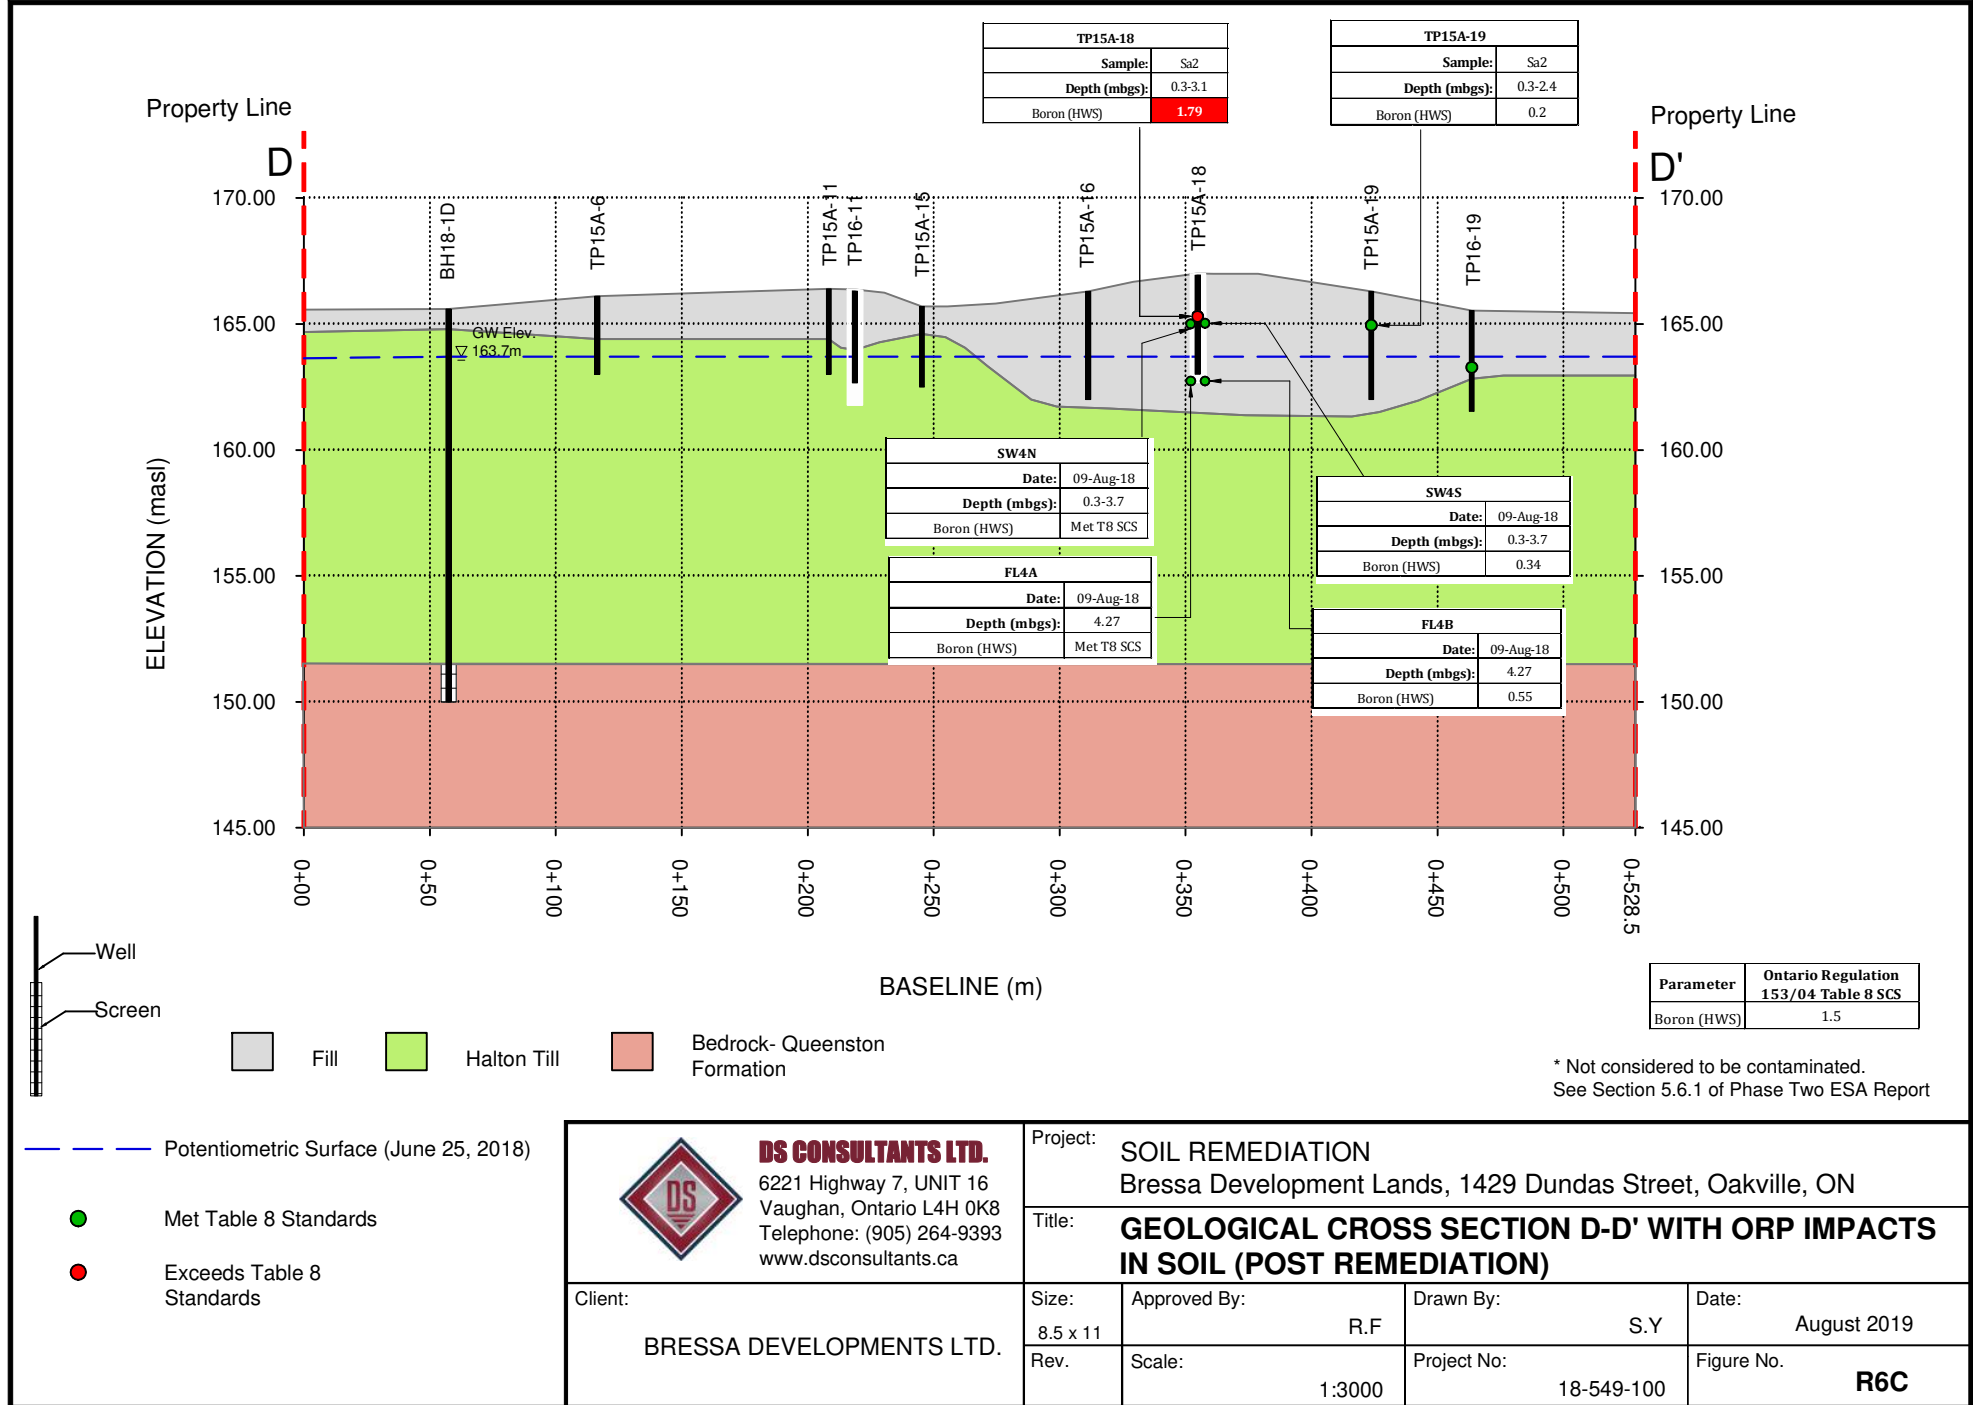 TP15A-18
Sample: Sa2
Depth (mbgs): 0.3-3.1
Boron (HWS) 1.79
TP15A-19
Sample: Sa2
Depth (mbgs): 0.3-2.4
Boron (HWS) 0.2
Property Line
Property Line
D
D'
170.00
165.00
160.00
155.00
150.00
145.00
170.00
165.00
160.00
155.00
150.00
145.00
ELEVATION (masl)
BH18-1D
TP15A-6
TP15A-11
TP16-11
TP15A-15
TP15A-16
TP15A-18
TP15A-19
TP16-19
GW Elev.
163.7m
SW4N
Date: 09-Aug-18
Depth (mbgs): 0.3-3.7
Boron (HWS) Met T8 SCS
SW4S
Date: 09-Aug-18
Depth (mbgs): 0.3-3.7
Boron (HWS) 0.34
FL4A
Date: 09-Aug-18
Depth (mbgs): 4.27
Boron (HWS) Met T8 SCS
FL4B
Date: 09-Aug-18
Depth (mbgs): 4.27
Boron (HWS) 0.55
0+00
0+50
0+100
0+150
0+200
0+250
0+300
0+350
0+400
0+450
0+500
0+528.5
BASELINE (m)
Well
Screen
Fill
Halton Till
Bedrock- Queenston
Formation
Parameter Ontario Regulation
153/04 Table 8 SCS
Boron (HWS) 1.5
* Not considered to be contaminated.
See Section 5.6.1 of Phase Two ESA Report
Potentiometric Surface (June 25, 2018)
Met Table 8 Standards
Exceeds Table 8
Standards
DS
DS CONSULTANTS LTD.
6221 Highway 7, UNIT 16
Vaughan, Ontario L4H 0K8
Telephone: (905) 264-9393
www.dsconsultants.ca
Project: SOIL REMEDIATION
Bressa Development Lands, 1429 Dundas Street, Oakville, ON
Title: GEOLOGICAL CROSS SECTION D-D' WITH ORP IMPACTS
IN SOIL (POST REMEDIATION)
Client:
BRESSA DEVELOPMENTS LTD.
Size:
8.5 x 11
Approved By:
R.F
Drawn By:
S.Y
Date:
August 2019
Rev.
Scale:
1:3000
Project No:
18-549-100
Figure No.
R6C